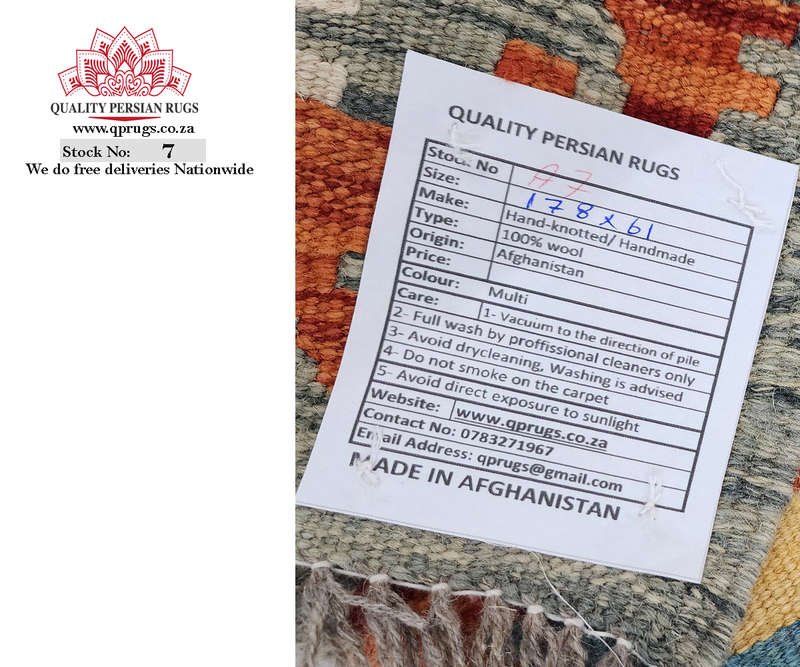 QUALITY PERSIAN RUGS
www.qprugs.co.za
Stock No: 7
We do free deliveries Nationwide
QUALITY PERSIAN RUGS
Stock No A7
Size: 178 x 61
Make: Hand-knotted/ Handmade
Type: 100% wool
Origin: Afghanistan
Price:
Colour: Multi
Care: 1- Vacuum to the direction of pile
2- Full wash by proffissional cleaners only
3- Avoid drycleaning, Washing is advised
4- Do not smoke on the carpet
5- Avoid direct exposure to sunlight
Website: www.qprugs.co.za
Contact No: 0783271967
Email Address: qprugs@gmail.com
MADE IN AFGHANISTAN